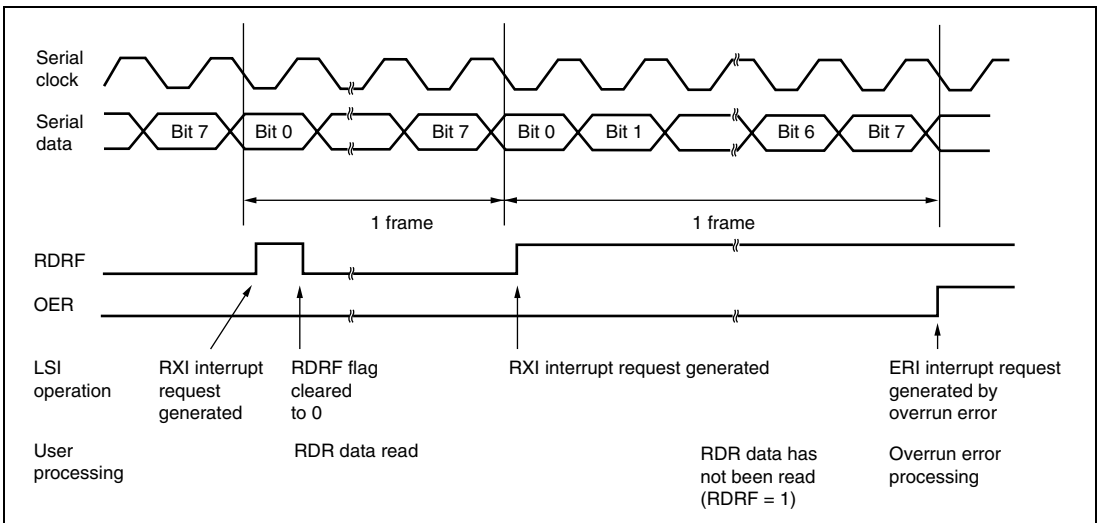 Serial
clock
Serial
data
Bit 7
Bit 0
Bit 7
Bit 0
Bit 1
Bit 6
Bit 7
1 frame
1 frame
RDRF
OER
LSI
operation
RXI interrupt
request
generated
RDRF flag
cleared
to 0
RXI interrupt request generated
ERI interrupt request
generated by
overrun error
User
processing
RDR data read
RDR data has
not been read
(RDRF = 1)
Overrun error
processing